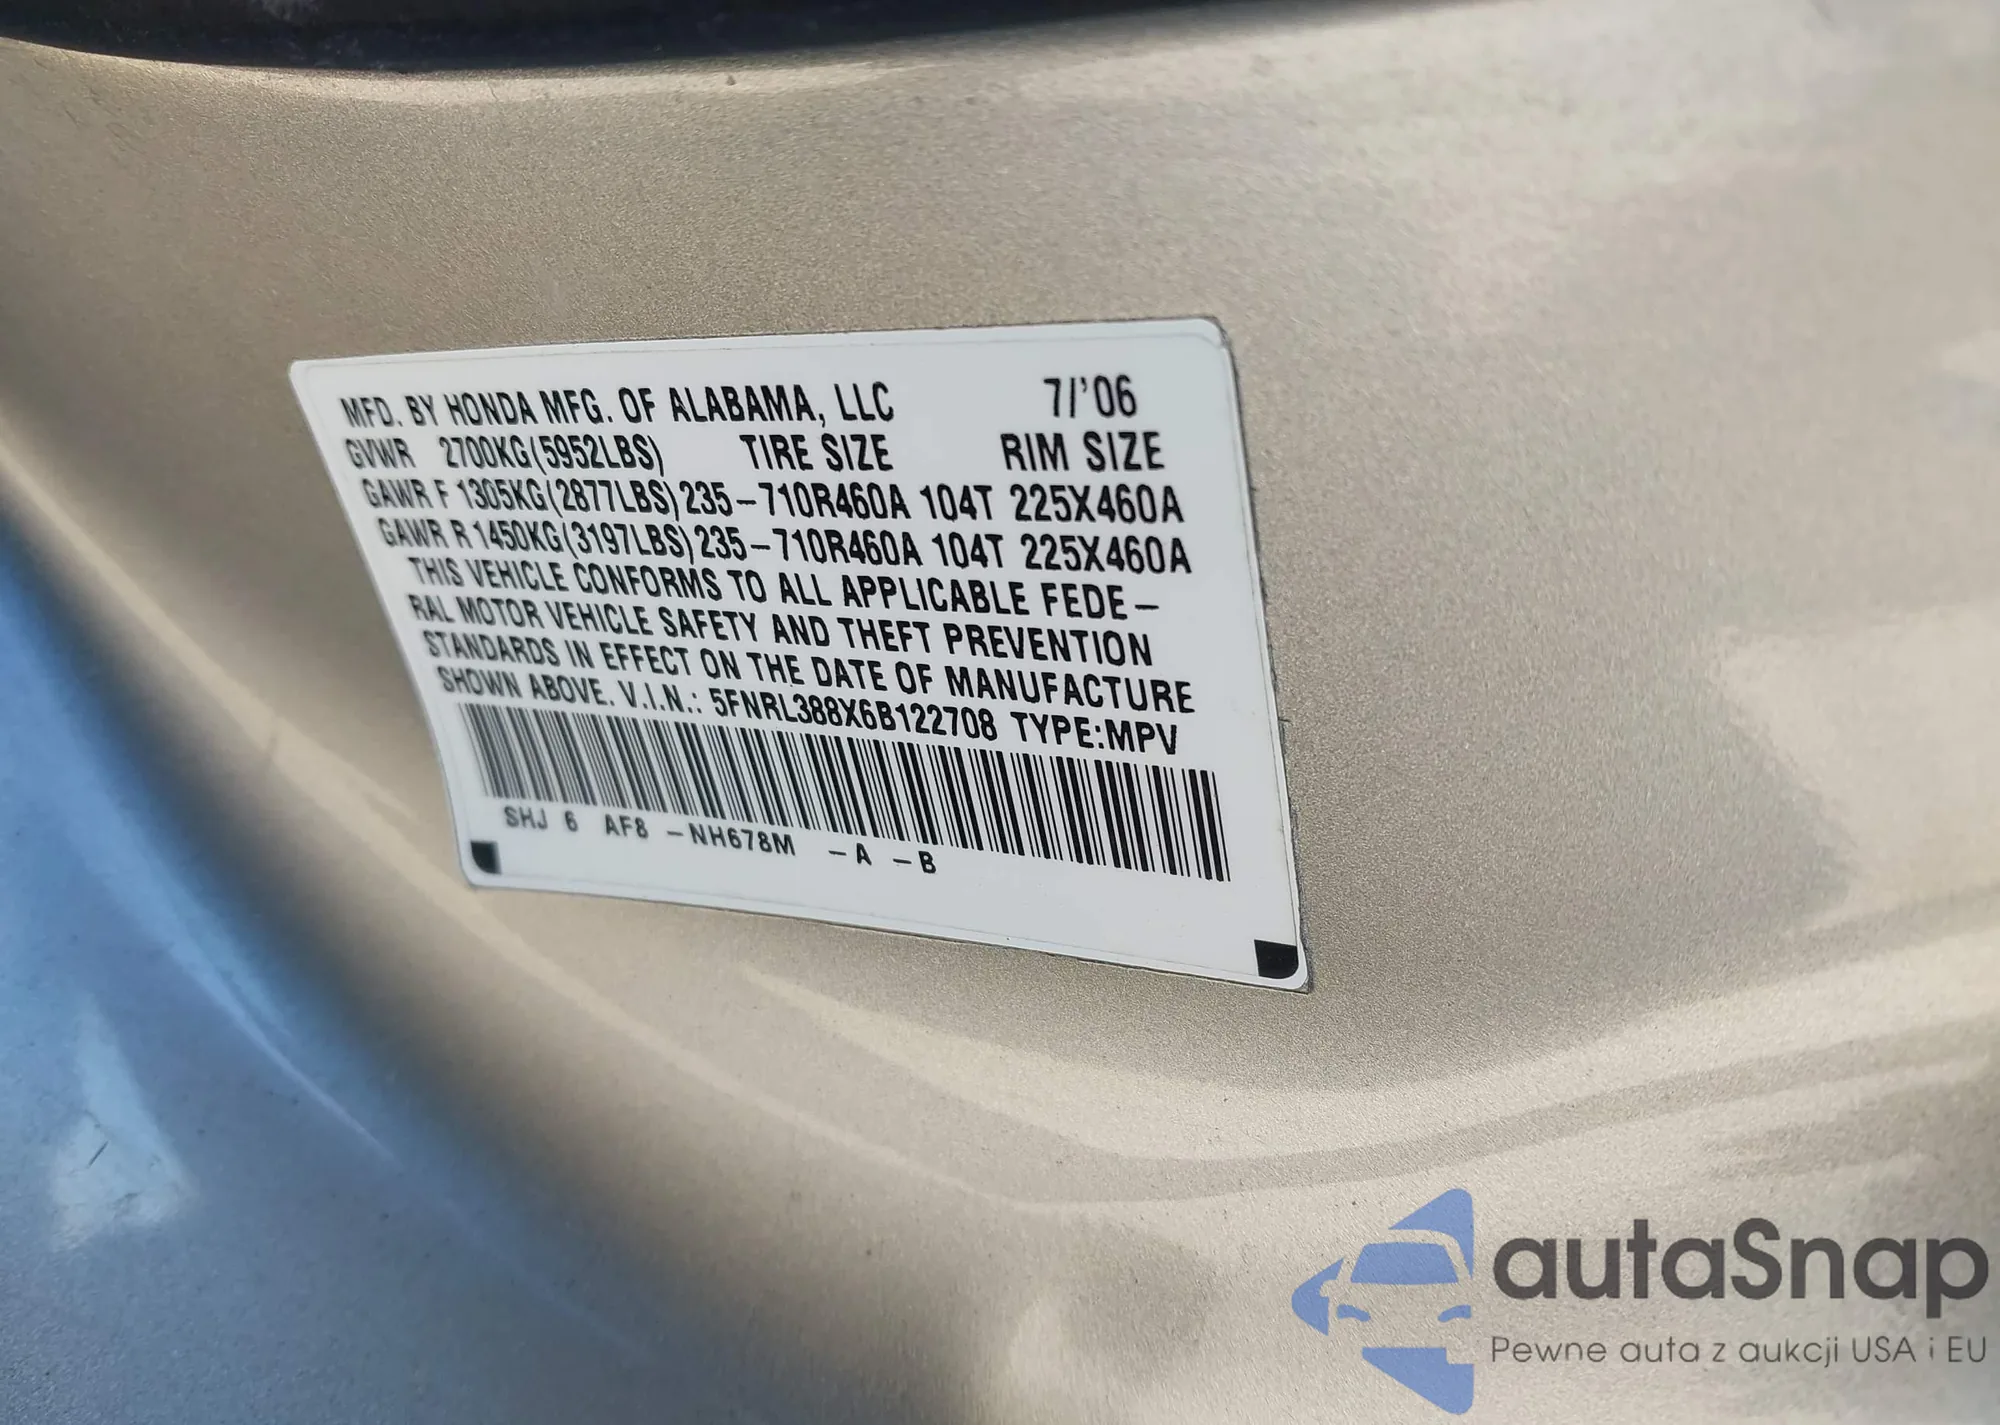 MFD. BY HONDA MFG. OF ALABAMA, LLC 7/'06
GVWR 2700KG(5952LBS) TIRE SIZE RIM SIZE
GAWR F 1305KG(2877LBS) 235-710R460A 104T 225X460A
GAWR R 1450KG(3197LBS) 235-710R460A 104T 225X460A
THIS VEHICLE CONFORMS TO ALL APPLICABLE FEDE-
RAL MOTOR VEHICLE SAFETY AND THEFT PREVENTION
STANDARDS IN EFFECT ON THE DATE OF MANUFACTURE
SHOWN ABOVE. V.I.N.: 5FNRL388X6B122708 TYPE:MPV
SHJ 6 AF8 -NH678M -A -B
autaSnap
Pewne auta z aukcji USA i EU